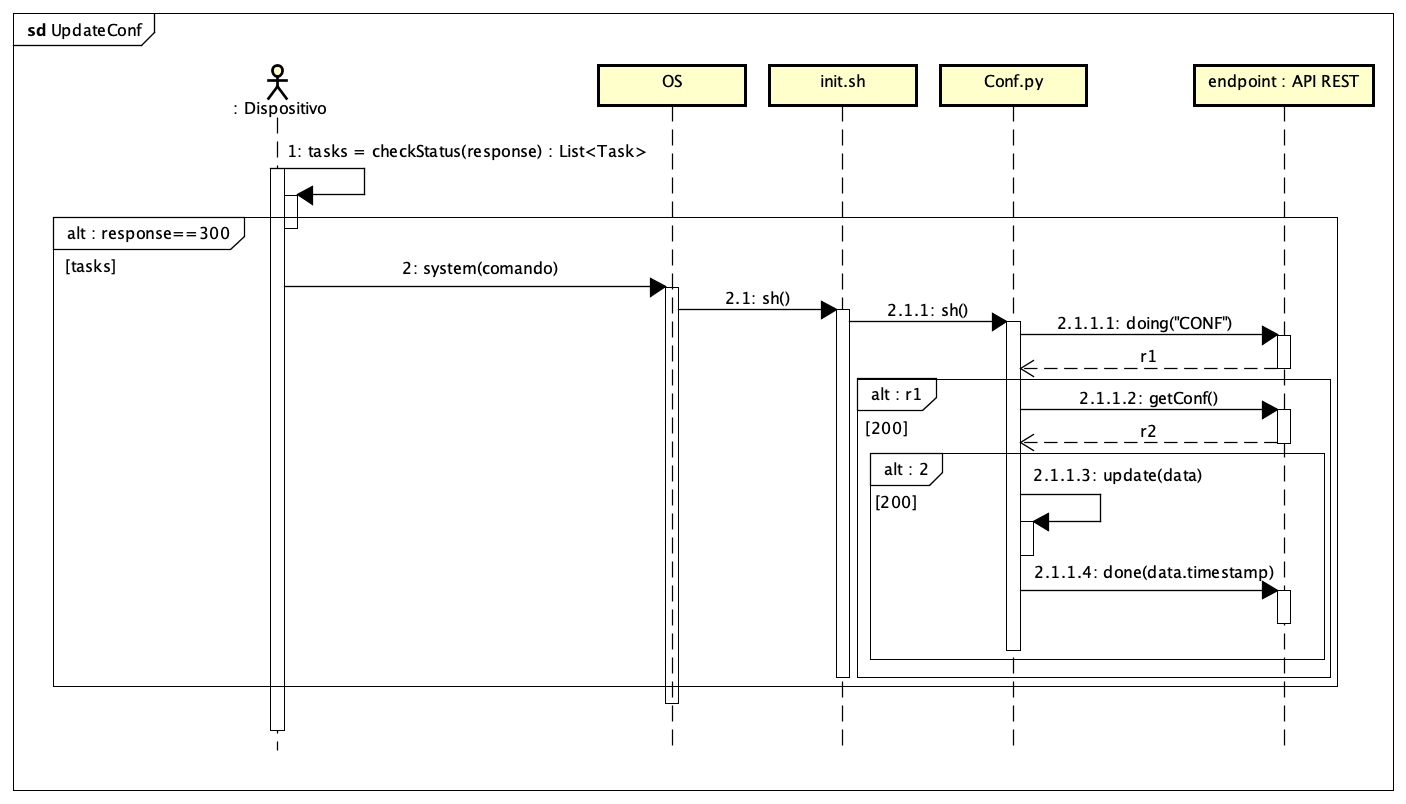 sd UpdateConf
: Dispositivo
OS
init.sh
Conf.py
endpoint : API REST
1: tasks = checkStatus(response) : List<Task>
alt : response==300
[tasks]
2: system(comando)
2.1: sh()
2.1.1: sh()
2.1.1.1: doing("CONF")
r1
alt : r1
[200]
2.1.1.2: getConf()
r2
alt : 2
[200]
2.1.1.3: update(data)
2.1.1.4: done(data.timestamp)